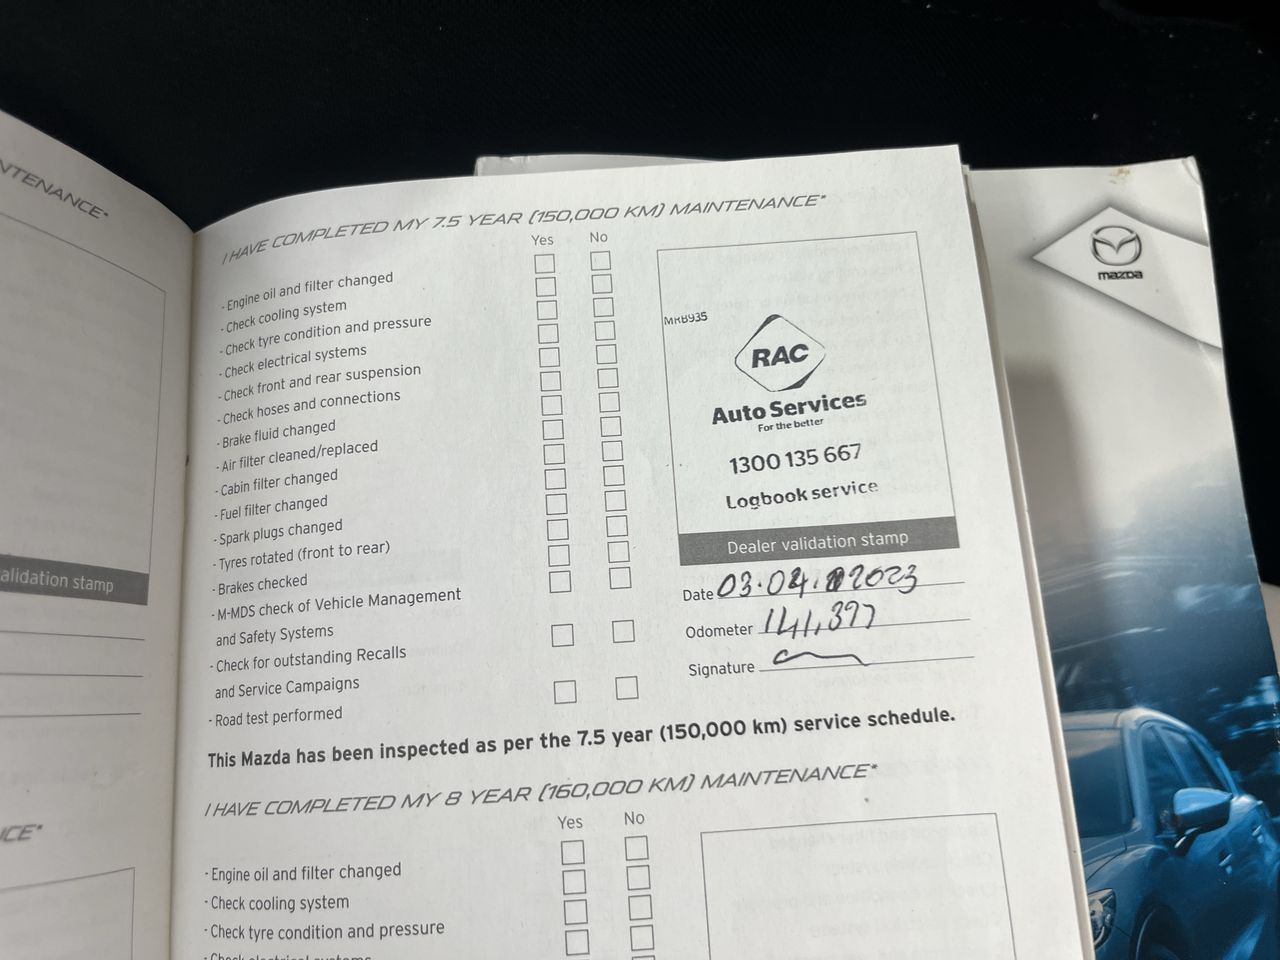 NTENANCE*
alidation stamp
CE*
I HAVE COMPLETED MY 7.5 YEAR (150,000 KM) MAINTENANCE*
Yes No
- Engine oil and filter changed
- Check cooling system
- Check tyre condition and pressure
- Check electrical systems
- Check front and rear suspension
- Check hoses and connections
- Brake fluid changed
- Air filter cleaned/replaced
- Cabin filter changed
- Fuel filter changed
- Spark plugs changed
- Tyres rotated (front to rear)
- Brakes checked
- M-MDS check of Vehicle Management
and Safety Systems
- Check for outstanding Recalls
and Service Campaigns
- Road test performed
MRB935
RAC
Auto Services
For the better
1300 135 667
Logbook service
Dealer validation stamp
Date 03.04.2023
Odometer 141,397
Signature
This Mazda has been inspected as per the 7.5 year (150,000 km) service schedule.
I HAVE COMPLETED MY 8 YEAR (160,000 KM) MAINTENANCE*
Yes No
- Engine oil and filter changed
- Check cooling system
- Check tyre condition and pressure
- Check electrical systems
mazda